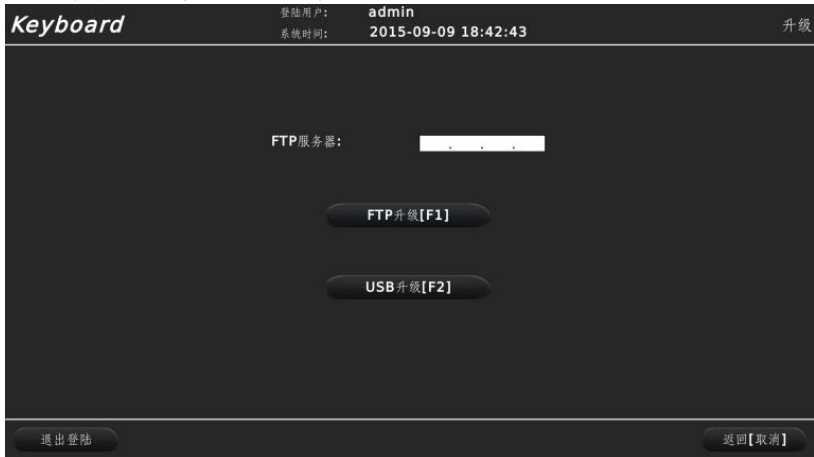 Keyboard
登陆用户: admin
系统时间: 2015-09-09 18:42:43
升级
FTP服务器: . . .
FTP升级[F1]
USB升级[F2]
退出登陆
返回[取消]